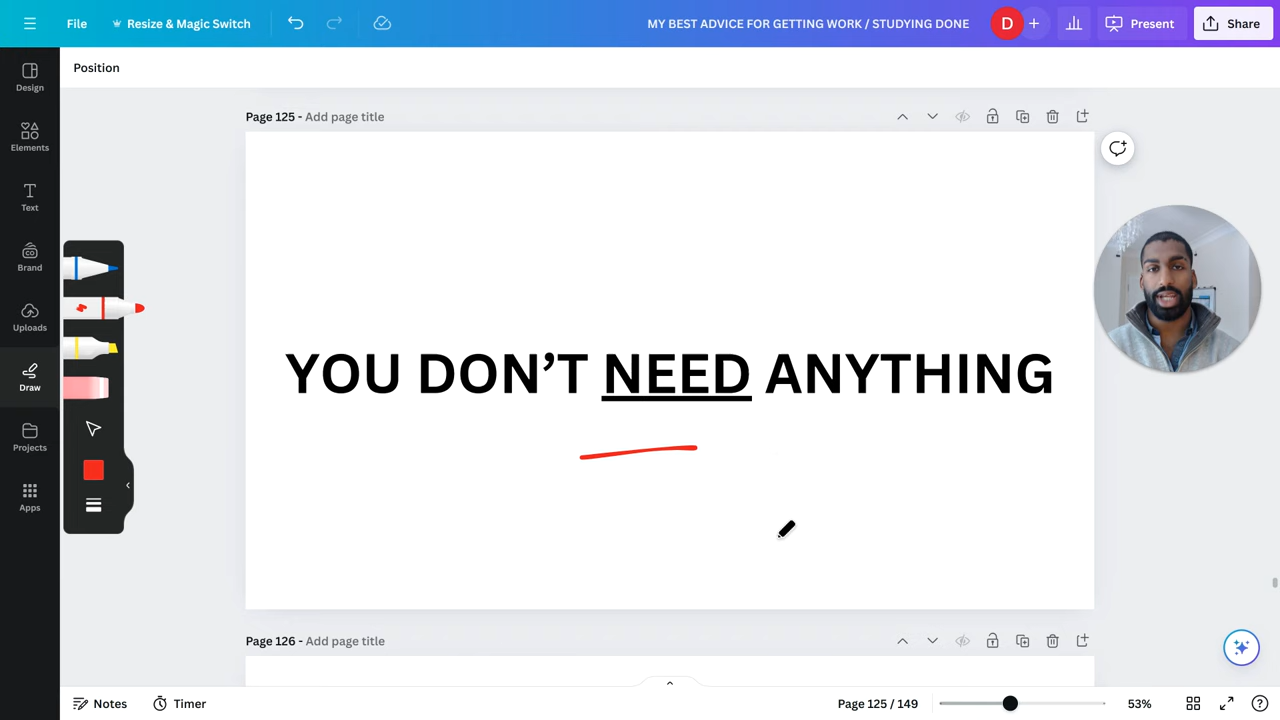 File
Resize & Magic Switch
MY BEST ADVICE FOR GETTING WORK / STUDYING DONE
D
Present
Share
Position
Design
Elements
Text
Brand
Uploads
Draw
Projects
Apps
Page 125 - Add page title
YOU DON’T NEED ANYTHING
Page 126 - Add page title
Notes
Timer
Page 125 / 149
53%